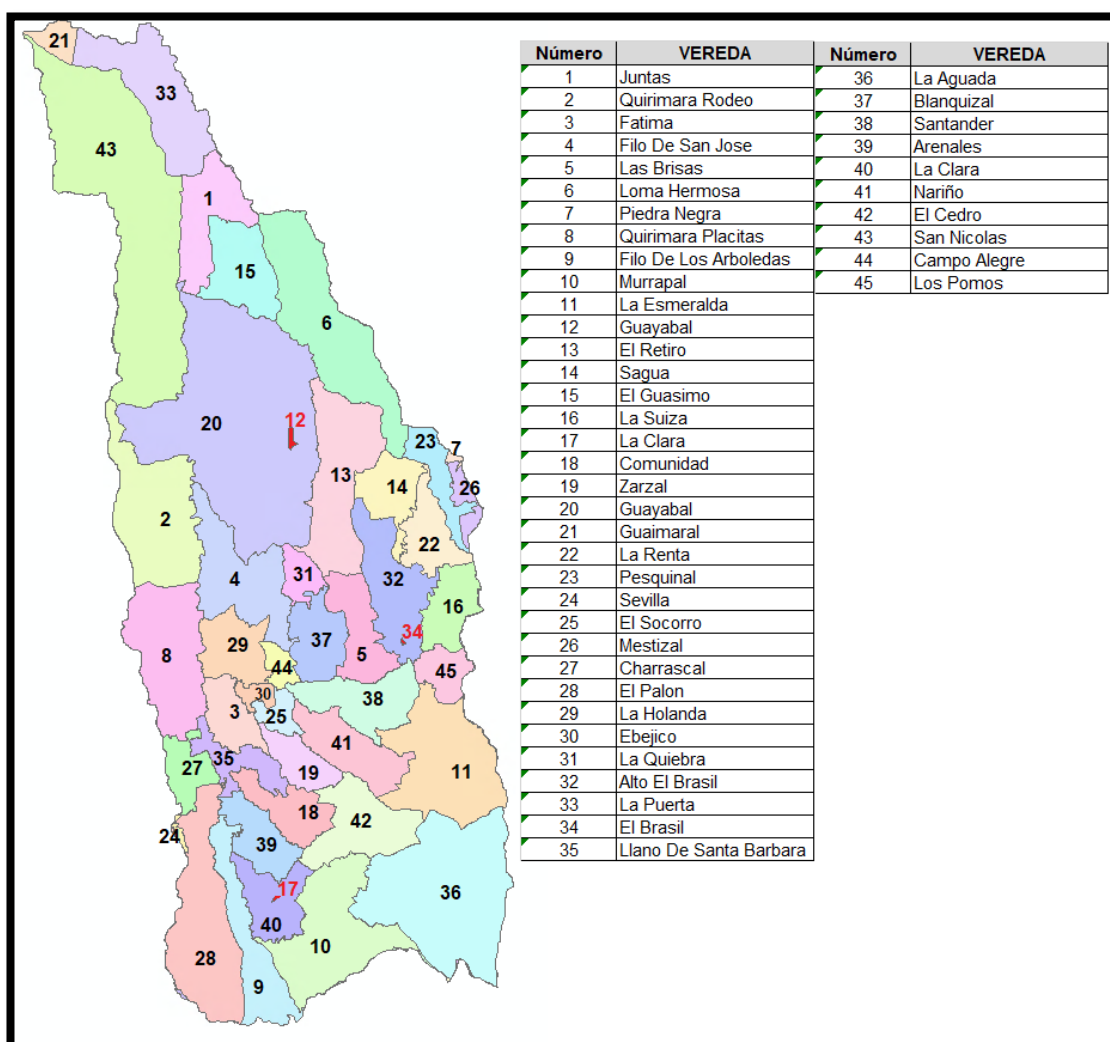 Número VEREDA
1 Juntas
2 Quirimara Rodeo
3 Fatima
4 Filo De San Jose
5 Las Brisas
6 Loma Hermosa
7 Piedra Negra
8 Quirimara Placitas
9 Filo De Los Arboledas
10 Murrapal
11 La Esmeralda
12 Guayabal
13 El Retiro
14 Sagua
15 El Guasimo
16 La Suiza
17 La Clara
18 Comunidad
19 Zarzal
20 Guayabal
21 Guaimaral
22 La Renta
23 Pesquinal
24 Sevilla
25 El Socorro
26 Mestizal
27 Charrascal
28 El Palon
29 La Holanda
30 Ebejico
31 La Quiebra
32 Alto El Brasil
33 La Puerta
34 El Brasil
35 Llano De Santa Barbara
Número VEREDA
36 La Aguada
37 Blanquizal
38 Santander
39 Arenales
40 La Clara
41 Nariño
42 El Cedro
43 San Nicolas
44 Campo Alegre
45 Los Pomos
21
33
43
1
15
6
20
12
23
7
13
14
26
2
22
4
31
32
16
29
37
34
8
44
5
45
30
38
3
25
41
35
27
19
11
18
42
24
39
17
36
40
10
28
9